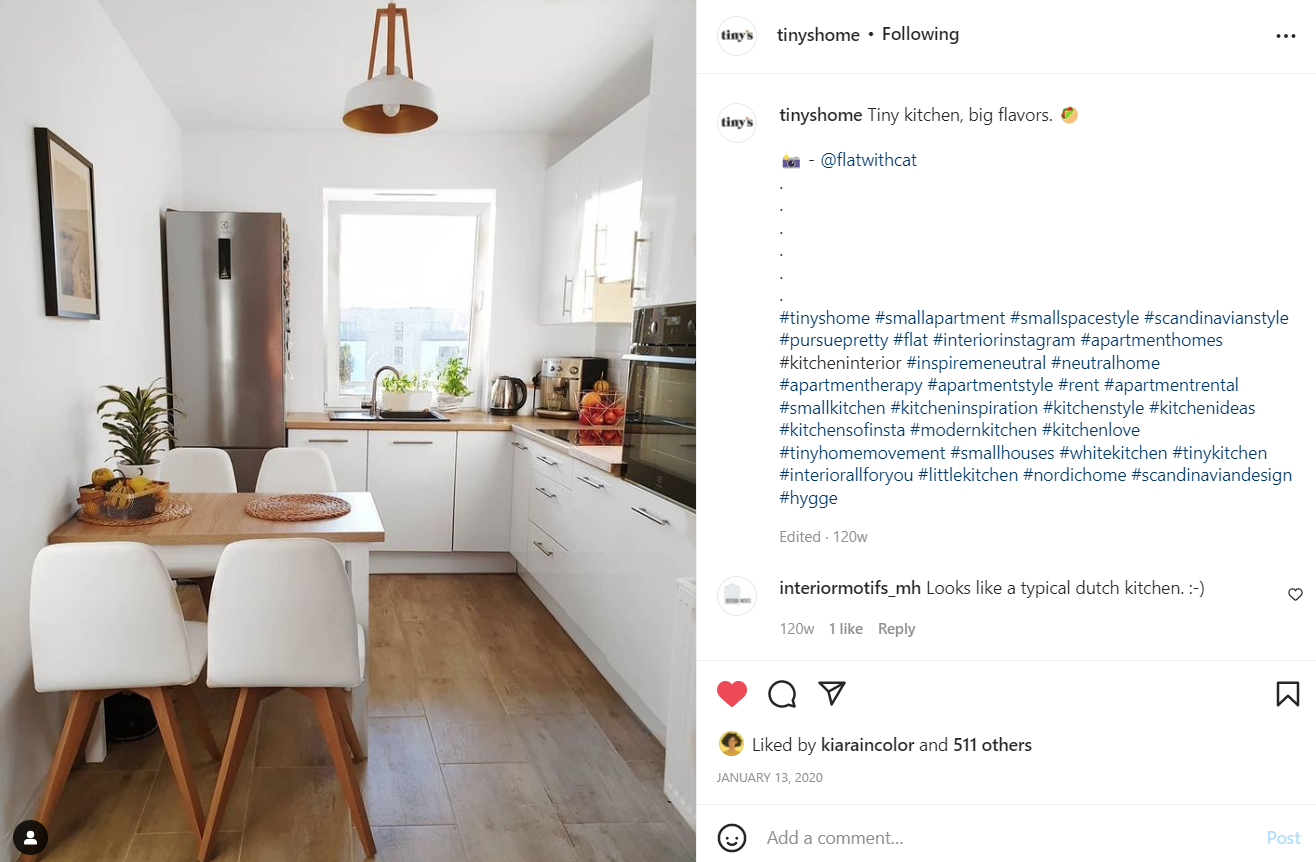 tiny's
tinyshome • Following
tiny's
tinyshome Tiny kitchen, big flavors. 🥙
📸 - @flatwithcat
.
.
.
.
.
.
#tinyshome #smallapartment #smallspacestyle #scandinavianstyle
#pursuepretty #flat #interiorinstagram #apartmenthomes
#kitcheninterior #inspiremeneutral #neutralhome
#apartmentherapy #apartmentstyle #rent #apartmentrental
#smallkitchen #kitcheninspiration #kitchenstyle #kitchenideas
#kitchensofinsta #modernkitchen #kitchenlove
#tinyhomemovement #smallhouses #whitekitchen #tinykitchen
#interiorallforyou #littlekitchen #nordichome #scandinaviandesign
#hygge
Edited · 120w
interiormotifs_mh Looks like a typical dutch kitchen. :-)
120w 1 like Reply
Liked by kiaraincolor and 511 others
JANUARY 13, 2020
Add a comment...
Post